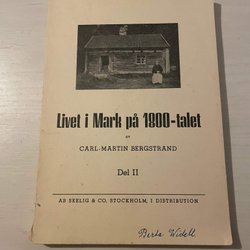 Livet i Mark på 1800-talet
AV
CARL-MARTIN BERGSTRAND
Del II
AB SEELIG & CO, STOCKHOLM, I DISTRIBUTION
Berta Widell